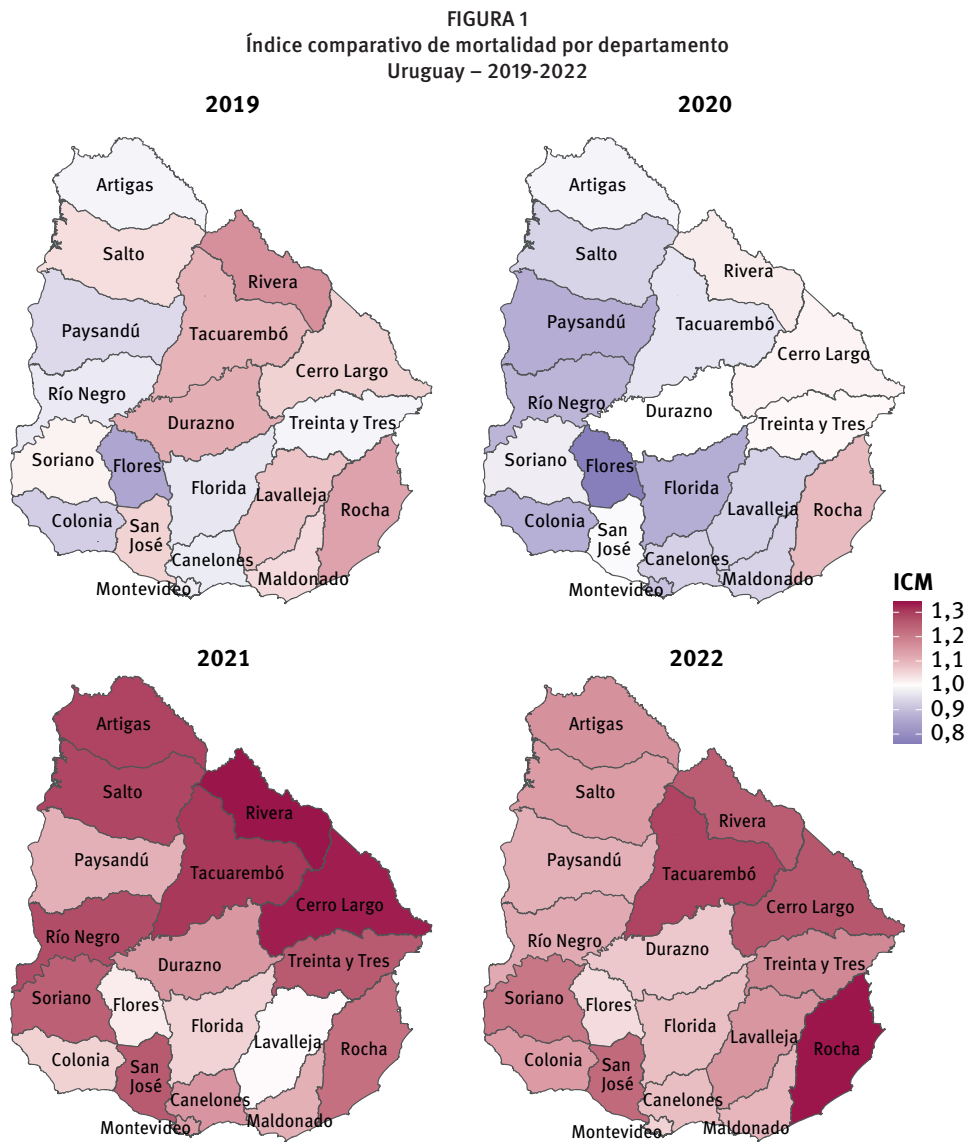 FIGURA 1
Índice comparativo de mortalidad por departamento
Uruguay – 2019-2022
2019
Artigas
Salto
Rivera
Paysandú
Tacuarembó
Cerro Largo
Río Negro
Durazno
Treinta y Tres
Soriano
Flores
Florida
Lavalleja
Rocha
Colonia
San
José
Canelones
Maldonado
Montevideo
2020
Artigas
Salto
Rivera
Paysandú
Tacuarembó
Cerro Largo
Río Negro
Durazno
Treinta y Tres
Soriano
Flores
Florida
Lavalleja
Rocha
Colonia
San
José
Canelones
Maldonado
Montevideo
ICM
1,3
1,2
1,1
1,0
0,9
0,8
2021
Artigas
Salto
Rivera
Paysandú
Tacuarembó
Cerro Largo
Río Negro
Durazno
Treinta y Tres
Soriano
Flores
Florida
Lavalleja
Rocha
Colonia
San
José
Canelones
Maldonado
Montevideo
2022
Artigas
Salto
Rivera
Paysandú
Tacuarembó
Cerro Largo
Río Negro
Durazno
Treinta y Tres
Soriano
Flores
Florida
Lavalleja
Rocha
Colonia
San
José
Canelones
Maldonado
Montevideo